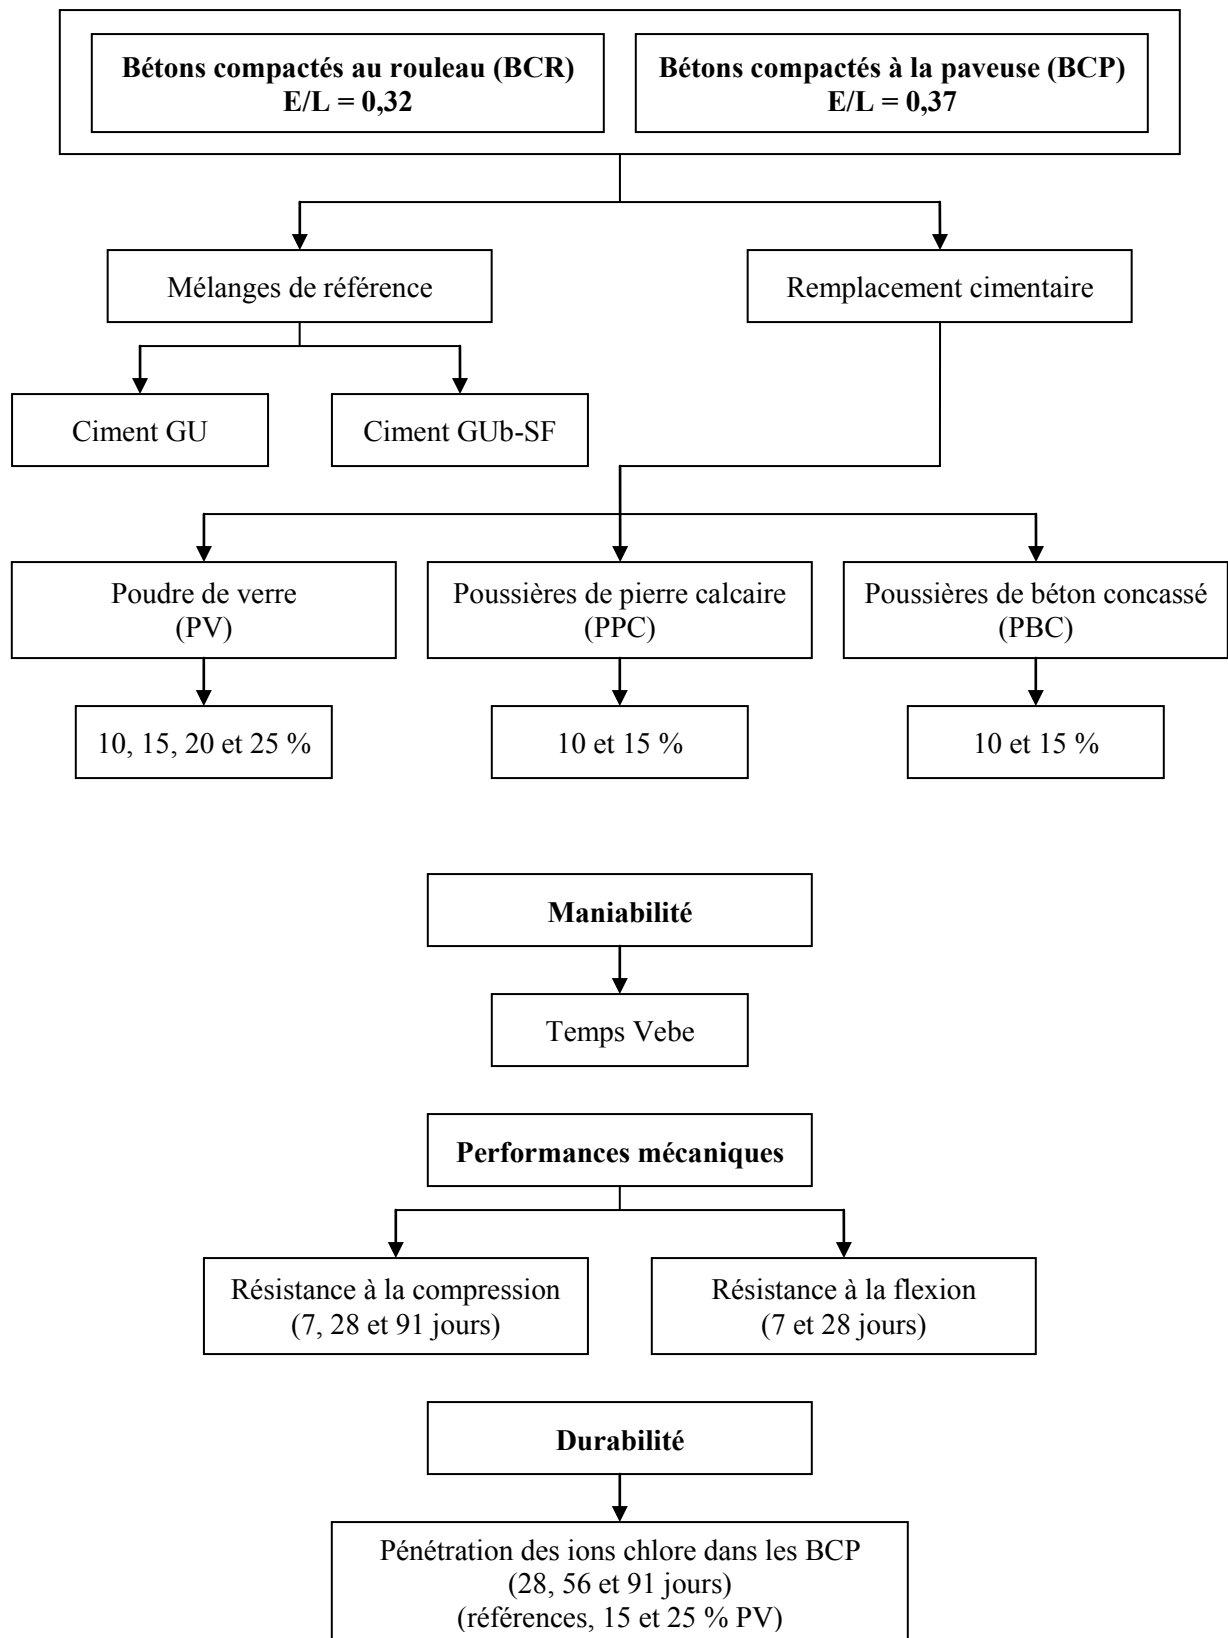 Bétons compactés au rouleau (BCR)
E/L = 0,32
Bétons compactés à la paveuse (BCP)
E/L = 0,37
Mélanges de référence
Remplacement cimentaire
Ciment GU
Ciment GUb-SF
Poudre de verre
(PV)
Poussières de pierre calcaire
(PPC)
Poussières de béton concassé
(PBC)
10, 15, 20 et 25 %
10 et 15 %
10 et 15 %
Maniabilité
Temps Vebe
Performances mécaniques
Résistance à la compression
(7, 28 et 91 jours)
Résistance à la flexion
(7 et 28 jours)
Durabilité
Pénétration des ions chlore dans les BCP
(28, 56 et 91 jours)
(références, 15 et 25 % PV)